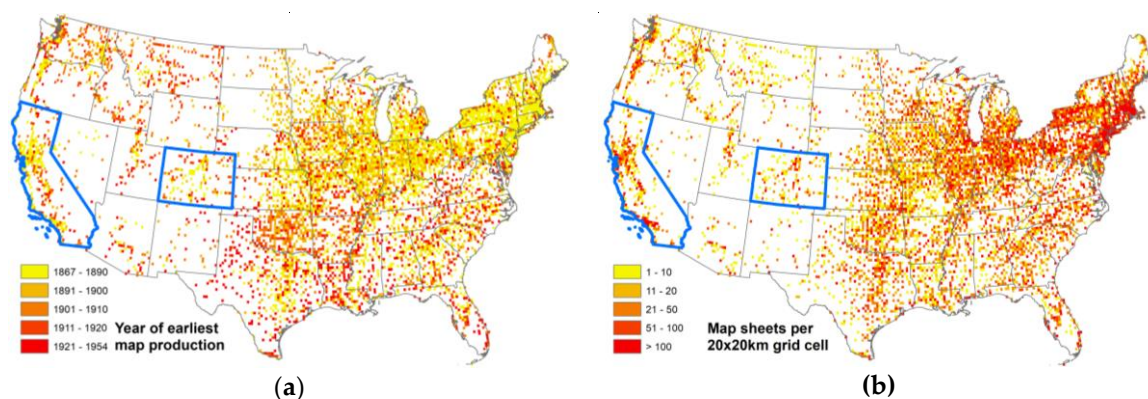 1867 - 1890
1891 - 1900
1901 - 1910
1911 - 1920
1921 - 1954
Year of earliest
map production
(a)
1 - 10
11 - 20
21 - 50
51 - 100
> 100
Map sheets per
20x20km grid cell
(b)